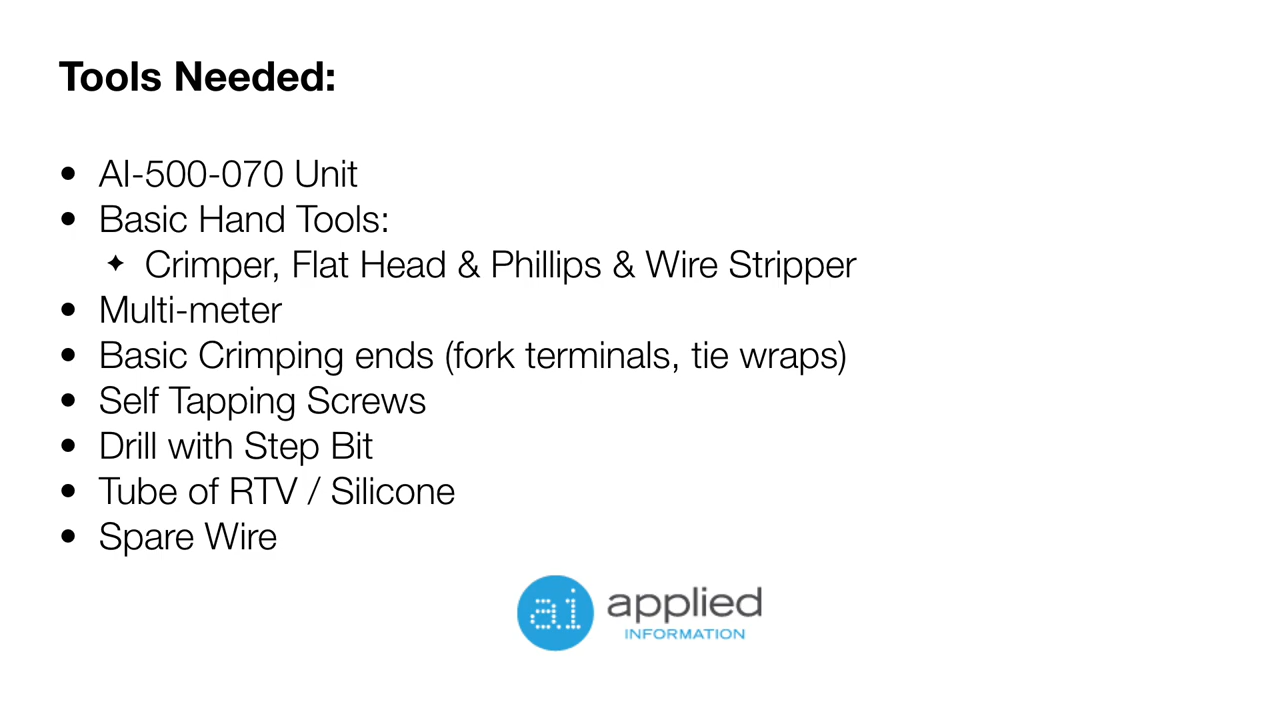 Tools Needed:
• AI-500-070 Unit
• Basic Hand Tools:
✦ Crimper, Flat Head & Phillips & Wire Stripper
• Multi-meter
• Basic Crimping ends (fork terminals, tie wraps)
• Self Tapping Screws
• Drill with Step Bit
• Tube of RTV / Silicone
• Spare Wire
a.i applied
INFORMATION